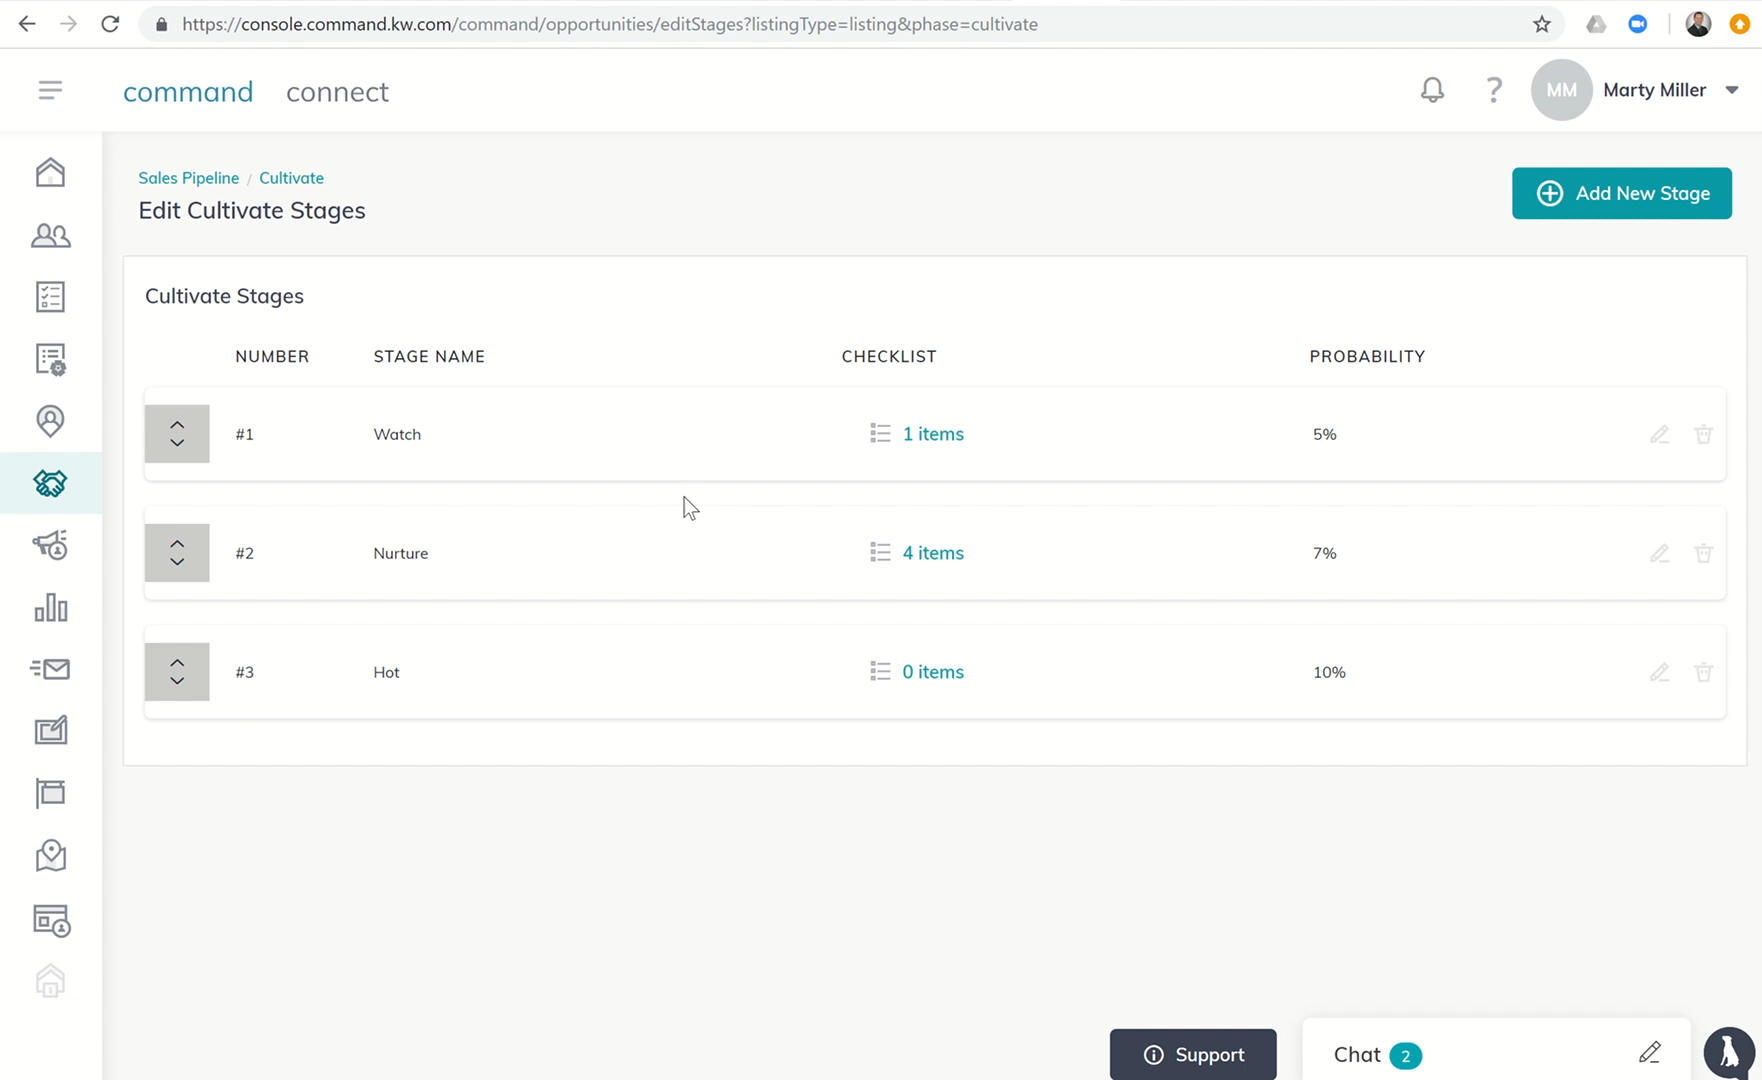 https://console.command.kw.com/command/opportunities/editStages?listingType=listing&phase=cultivate
command connect
? MM Marty Miller
Sales Pipeline / Cultivate
Edit Cultivate Stages
Add New Stage
Cultivate Stages
NUMBER STAGE NAME CHECKLIST PROBABILITY
#1 Watch 1 items 5%
#2 Nurture 4 items 7%
#3 Hot 0 items 10%
Support
Chat 2